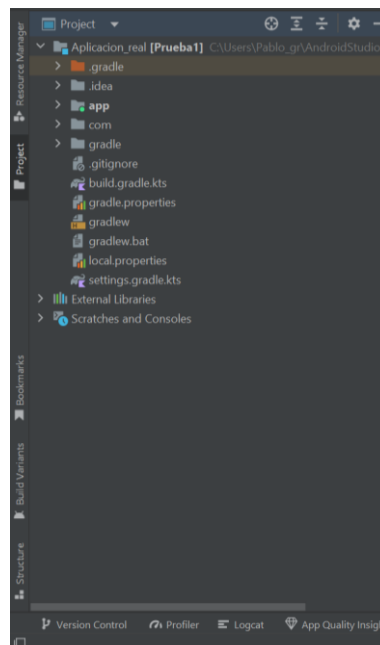 Project
Aplicacion_real [Prueba1] C:\Users\Pablo_gr\AndroidStudio
.gradle
.idea
app
com
gradle
.gitignore
build.gradle.kts
gradle.properties
gradlew
gradlew.bat
local.properties
settings.gradle.kts
External Libraries
Scratches and Consoles
Resource Manager
Project
Bookmarks
Build Variants
Structure
Version Control
Profiler
Logcat
App Quality Insigh